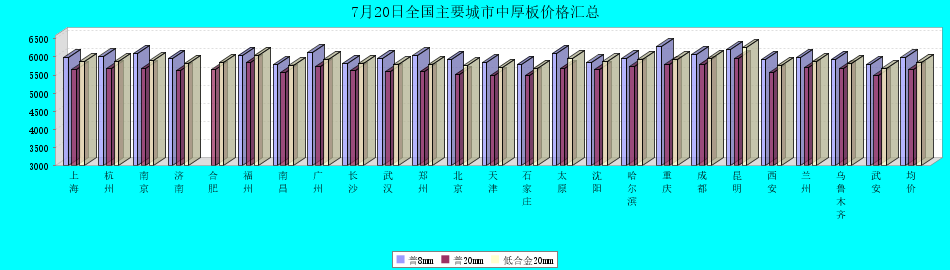 7月20日全国主要城市中厚板价格汇总
6500
6000
5500
5000
4500
4000
3500
3000
上海
杭州
南京
济南
合肥
福州
南昌
广州
长沙
武汉
郑州
北京
天津
石家庄
太原
沈阳
哈尔滨
重庆
成都
昆明
西安
兰州
乌鲁木齐
武安
均价
普8mm 普20mm 低合金20mm